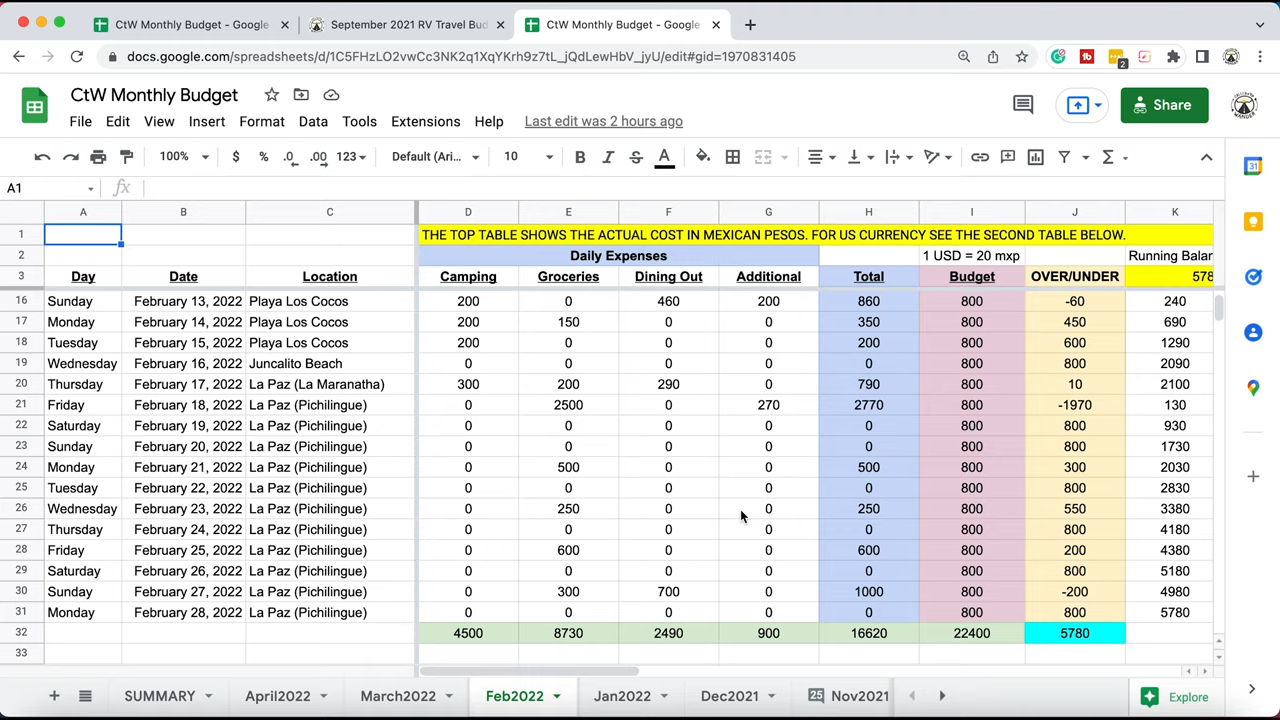 CtW Monthly Budget - Google
September 2021 RV Travel Bud
CtW Monthly Budget - Google
docs.google.com/spreadsheets/d/1C5FHzLO2vwCc3NK2q1XqYKrh9z7tL_jQdLewHbV_jyU/edit#gid=1970831405
2
CtW Monthly Budget
File Edit View Insert Format Data Tools Extensions Help Last edit was 2 hours ago
Share
100% $ % .0 .00 123 Default (Ari... 10 B I S A
A1 fx
31
A B C D E F G H I J K
1 THE TOP TABLE SHOWS THE ACTUAL COST IN MEXICAN PESOS. FOR US CURRENCY SEE THE SECOND TABLE BELOW.
2 Daily Expenses 1 USD = 20 mxp Running Balan
3 Day Date Location Camping Groceries Dining Out Additional Total Budget OVER/UNDER 578
16 Sunday February 13, 2022 Playa Los Cocos 200 0 460 200 860 800 -60 240
17 Monday February 14, 2022 Playa Los Cocos 200 150 0 0 350 800 450 690
18 Tuesday February 15, 2022 Playa Los Cocos 200 0 0 0 200 800 600 1290
19 Wednesday February 16, 2022 Juncalito Beach 0 0 0 0 0 800 800 2090
20 Thursday February 17, 2022 La Paz (La Maranatha) 300 200 290 0 790 800 10 2100
21 Friday February 18, 2022 La Paz (Pichilingue) 0 2500 0 270 2770 800 -1970 130
22 Saturday February 19, 2022 La Paz (Pichilingue) 0 0 0 0 0 800 800 930
23 Sunday February 20, 2022 La Paz (Pichilingue) 0 0 0 0 0 800 800 1730
24 Monday February 21, 2022 La Paz (Pichilingue) 0 500 0 0 500 800 300 2030
25 Tuesday February 22, 2022 La Paz (Pichilingue) 0 0 0 0 0 800 800 2830
26 Wednesday February 23, 2022 La Paz (Pichilingue) 0 250 0 0 250 800 550 3380
27 Thursday February 24, 2022 La Paz (Pichilingue) 0 0 0 0 0 800 800 4180
28 Friday February 25, 2022 La Paz (Pichilingue) 0 600 0 0 600 800 200 4380
29 Saturday February 26, 2022 La Paz (Pichilingue) 0 0 0 0 0 800 800 5180
30 Sunday February 27, 2022 La Paz (Pichilingue) 0 300 700 0 1000 800 -200 4980
31 Monday February 28, 2022 La Paz (Pichilingue) 0 0 0 0 0 800 800 5780
32 4500 8730 2490 900 16620 22400 5780
33
SUMMARY April2022 March2022 Feb2022 Jan2022 Dec2021 25 Nov2021 Explore